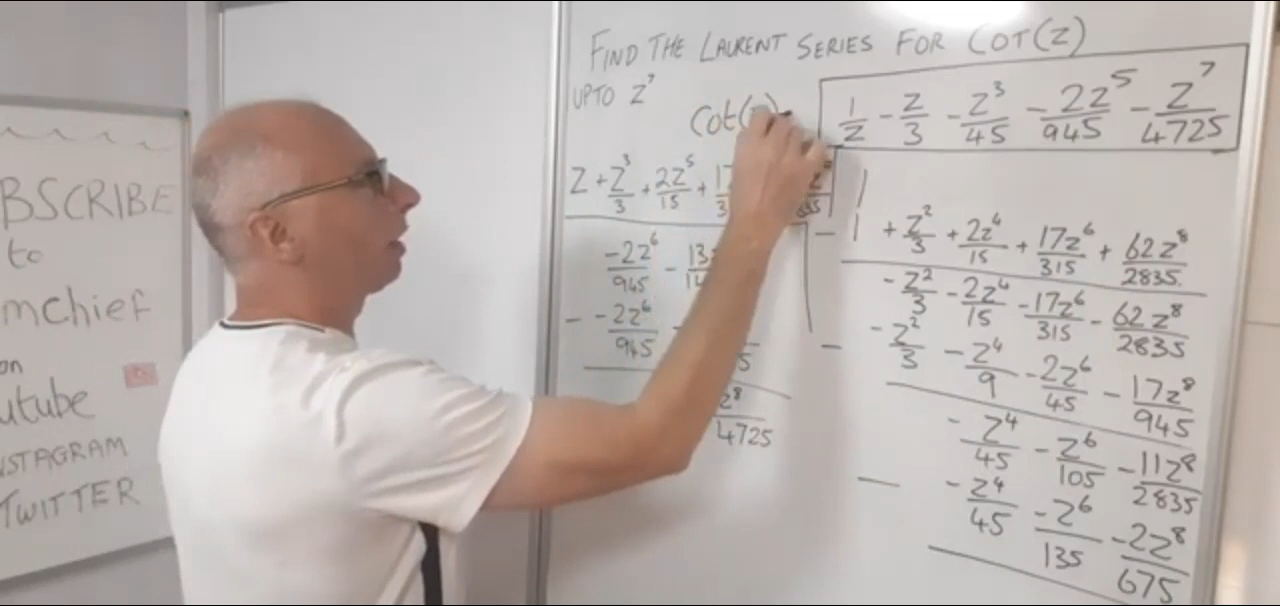 BSCRIBE
to
mchief
on
utube
NSTAGRAM
TWITTER
FIND THE LAURENT SERIES FOR COT(Z)
UPTO Z⁷
cot(
1/Z - Z/3 - Z³/45 - 2Z⁵/945 - Z⁷/4725
Z + Z³/3 + 2Z⁵/15 +
1
- 1 + Z²/3 + 2Z⁴/15 + 17Z⁶/315 + 62Z⁸/2835
- Z²/3 - 2Z⁴/15 - 17Z⁶/315 - 62Z⁸/2835
- - Z²/3 - Z⁴/9 - 2Z⁶/45 - 17Z⁸/945
- Z⁴/45 - Z⁶/105 - 11Z⁸/2835
- - Z⁴/45 - Z⁶/135 - 2Z⁸/675
-2Z⁶/945 -
- -2Z⁶/945 -
Z⁸/4725